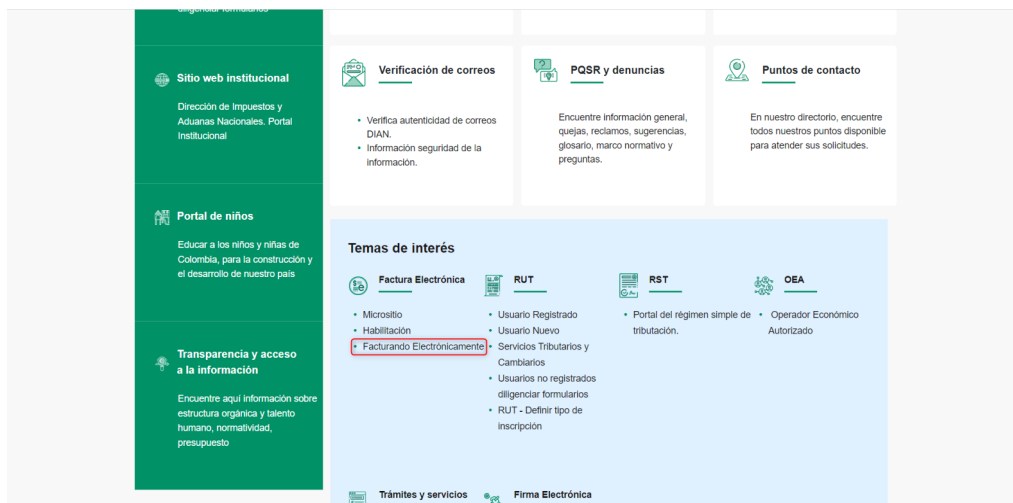 diligenciar formularios
Sitio web institucional
Dirección de Impuestos y
Aduanas Nacionales. Portal
Institucional
Portal de niños
Educar a los niños y niñas de
Colombia, para la construcción y
el desarrollo de nuestro país
Transparencia y acceso
a la información
Encuentre aquí información sobre
estructura orgánica y talento
humano, normatividad,
presupuesto
Verificación de correos
• Verifica autenticidad de correos
DIAN.
• Información seguridad de la
información.
PQSR y denuncias
Encuentre información general,
quejas, reclamos, sugerencias,
glosario, marco normativo y
preguntas.
Puntos de contacto
En nuestro directorio, encuentre
todos nuestros puntos disponible
para atender sus solicitudes.
Temas de interés
Factura Electrónica
• Micrositio
• Habilitación
• Facturando Electrónicamente
RUT
• Usuario Registrado
• Usuario Nuevo
• Servicios Tributarios y
Cambiarios
• Usuarios no registrados
diligenciar formularios
• RUT - Definir tipo de
inscripción
RST
• Portal del régimen simple de
tributación.
OEA
• Operador Económico
Autorizado
Trámites y servicios
Firma Electrónica